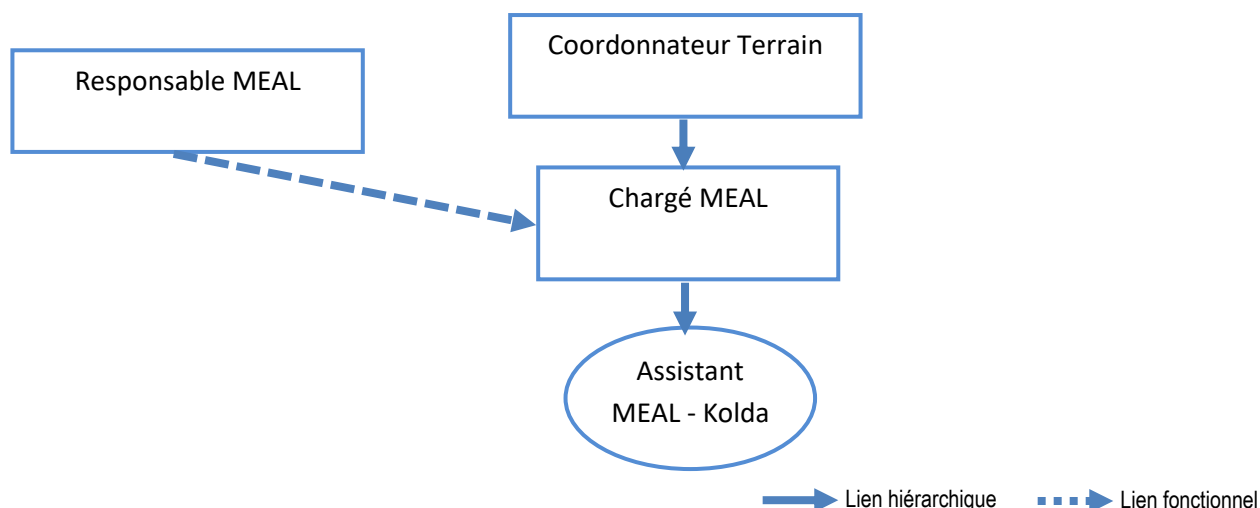 Coordonnateur Terrain
Responsable MEAL
Chargé MEAL
Assistant
MEAL - Kolda
Lien hiérarchique
Lien fonctionnel